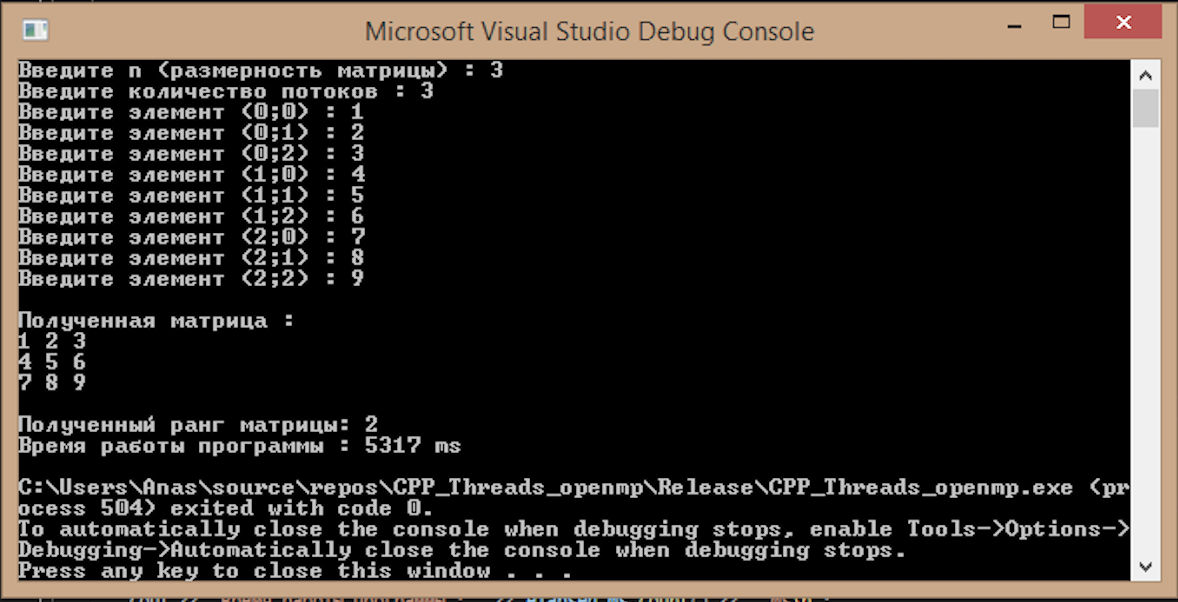 Microsoft Visual Studio Debug Console
Введите n (размерность матрицы) : 3
Введите количество потоков : 3
Введите элемент (0;0) : 1
Введите элемент (0;1) : 2
Введите элемент (0;2) : 3
Введите элемент (1;0) : 4
Введите элемент (1;1) : 5
Введите элемент (1;2) : 6
Введите элемент (2;0) : 7
Введите элемент (2;1) : 8
Введите элемент (2;2) : 9
Полученная матрица :
1 2 3
4 5 6
7 8 9
Полученный ранг матрицы: 2
Время работы программы : 5317 ms
C:\Users\Anas\source\repos\CPP_Threads_openmp\Release\CPP_Threads_openmp.exe (pr
ocess 504) exited with code 0.
To automatically close the console when debugging stops, enable Tools->Options->
Debugging->Automatically close the console when debugging stops.
Press any key to close this window . . .